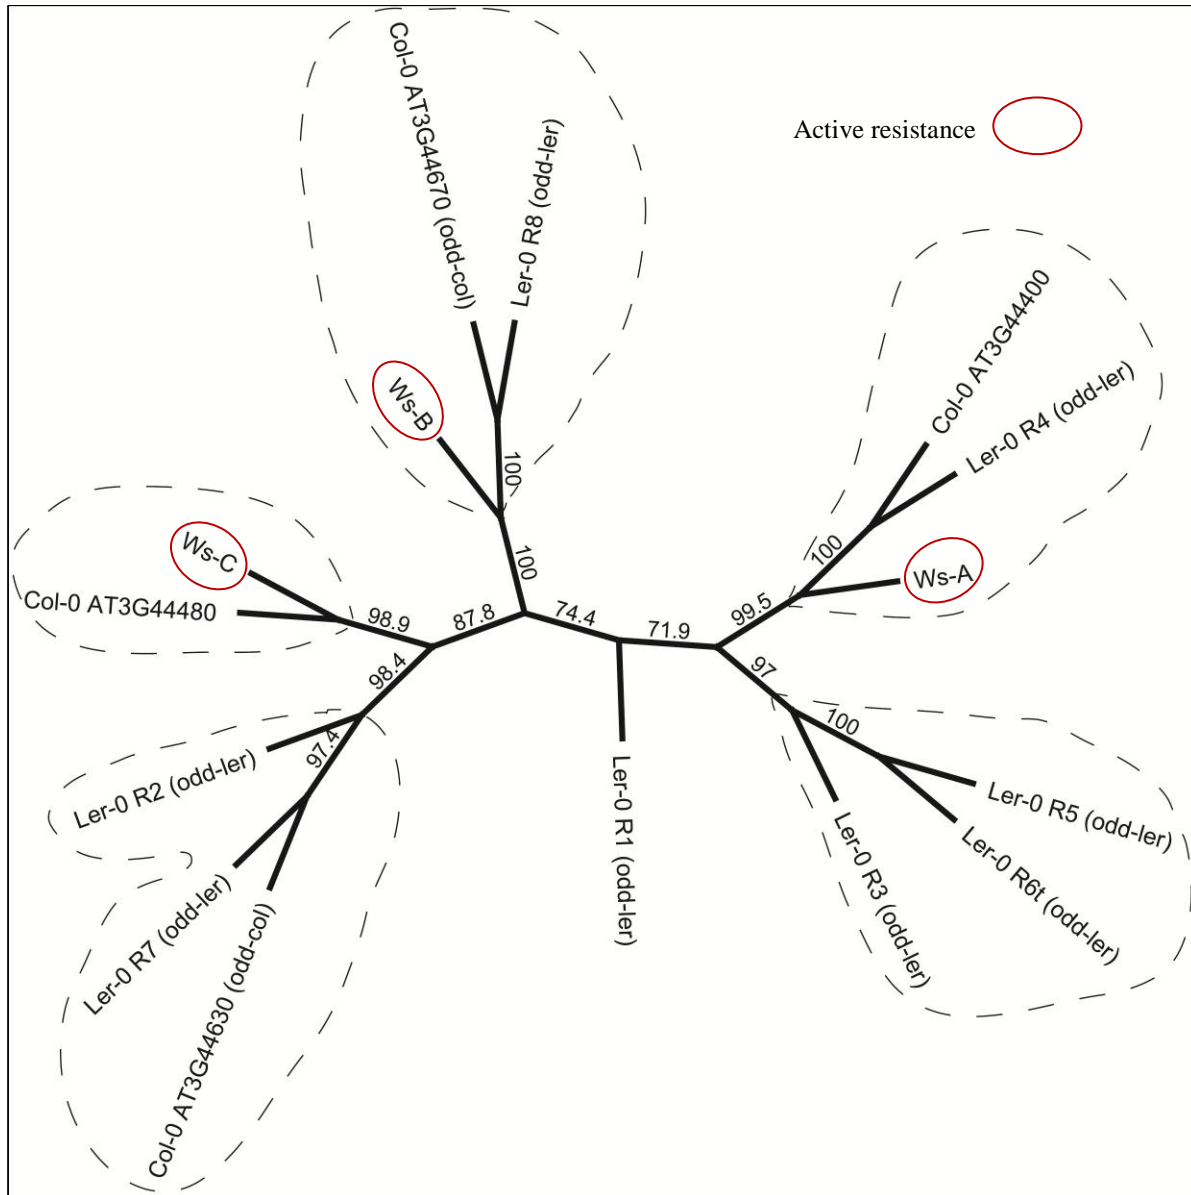 Col-0 AT3G44670 (odd-col)
Ler-0 R8 (odd-ler)
Active resistance
Col-0 AT3G44400
Ler-0 R4 (odd-ler)
Ws-B
100
100
Ws-C
Col-0 AT3G44480
98.9
87.8
74.4
71.9
99.5
100
Ws-A
98.4
97
100
97.4
Ler-0 R2 (odd-ler)
Ler-0 R7 (odd-ler)
Col-0 AT3G44630 (odd-col)
Ler-0 R1 (odd-ler)
Ler-0 R3 (odd-ler)
Ler-0 R6t (odd-ler)
Ler-0 R5 (odd-ler)